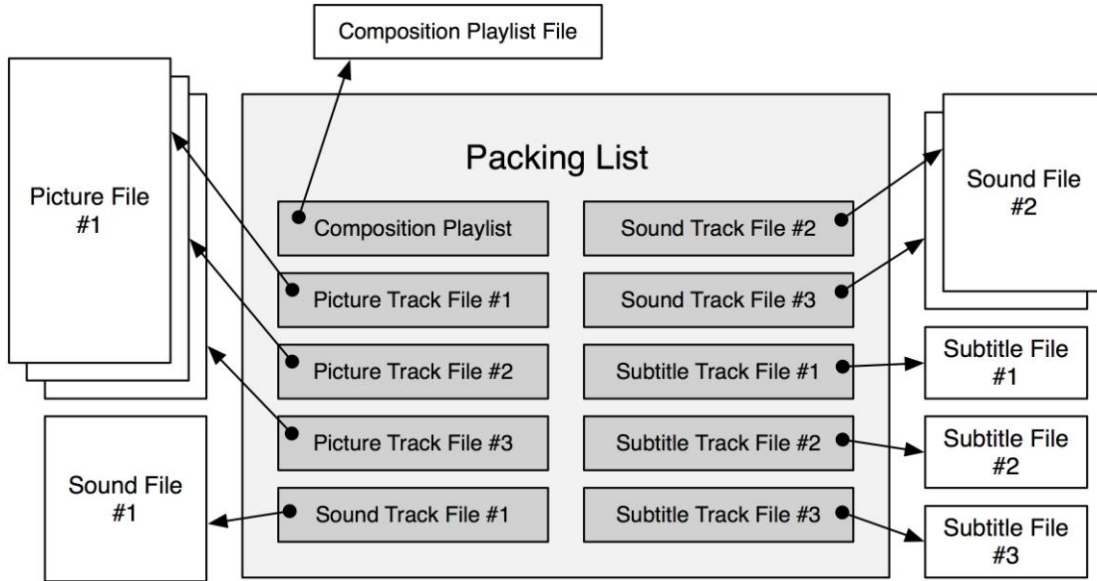 Composition Playlist File
Picture File
#1
Sound File
#1
Packing List
Composition Playlist
Picture Track File #1
Picture Track File #2
Picture Track File #3
Sound Track File #1
Sound Track File #2
Sound Track File #3
Subtitle Track File #1
Subtitle Track File #2
Subtitle Track File #3
Sound File
#2
Subtitle File
#1
Subtitle File
#2
Subtitle File
#3